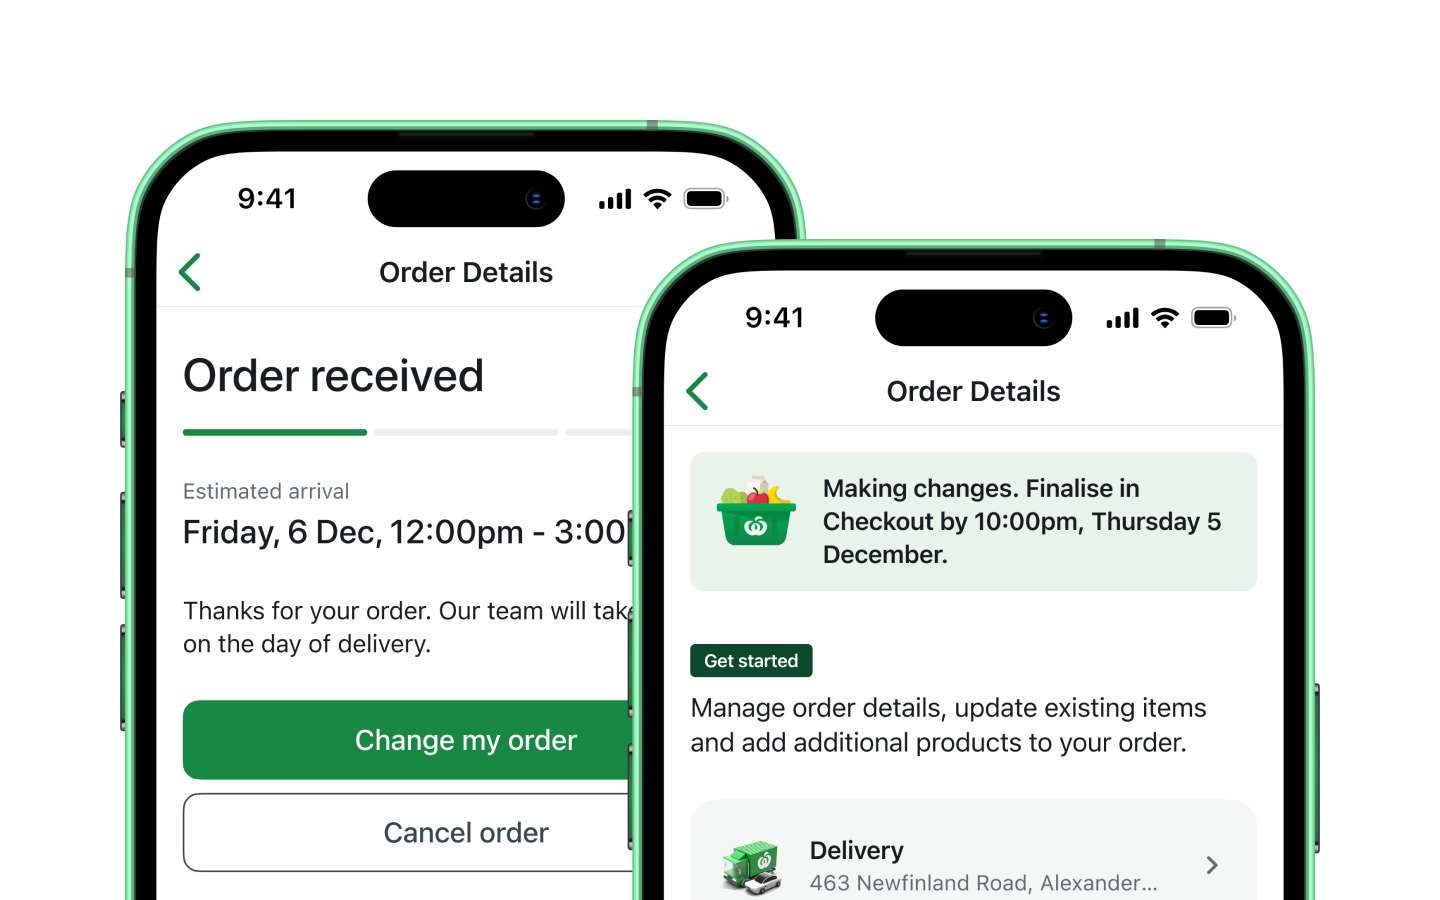 9:41
Order Details
Order received
Estimated arrival
Friday, 6 Dec, 12:00pm - 3:00
Thanks for your order. Our team will
on the day of delivery.
Change my order
Cancel order
9:41
Order Details
Making changes. Finalise in
Checkout by 10:00pm, Thursday 5
December.
Get started
Manage order details, update existing items
and add additional products to your order.
Delivery
463 Newfinland Road, Alexander...